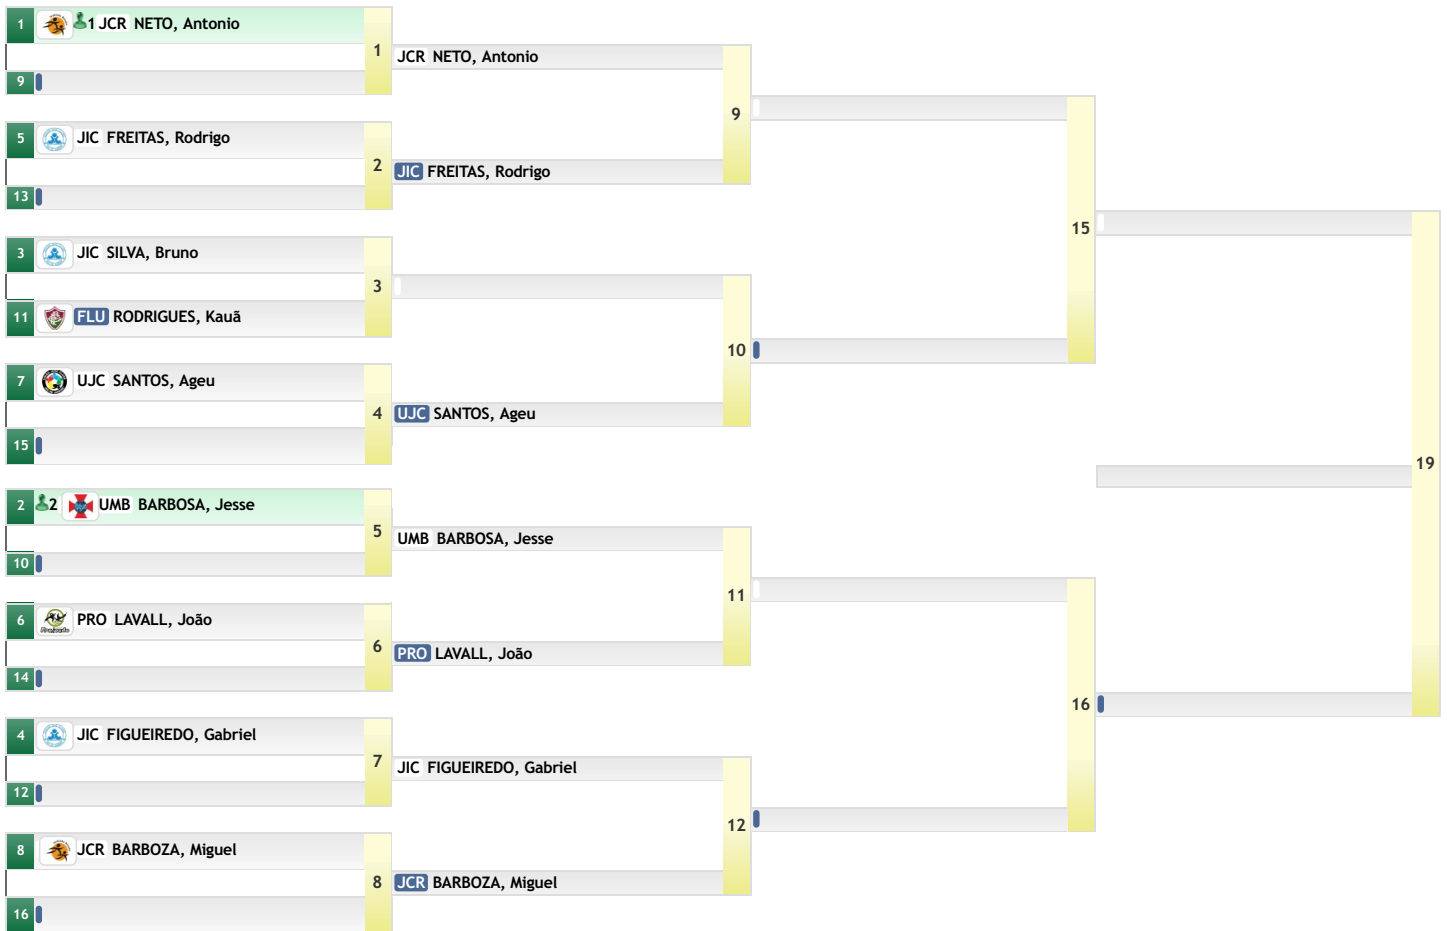 1 1 JCR NETO, Antonio
1
JCR NETO, Antonio
9
9
5 JIC FREITAS, Rodrigo
2
JIC FREITAS, Rodrigo
13
15
3 JIC SILVA, Bruno
3
11 FLU RODRIGUES, Kauã
10
7 UJC SANTOS, Ageu
4
UJC SANTOS, Ageu
15
19
2 2 UMB BARBOSA, Jesse
5
UMB BARBOSA, Jesse
10
11
6 PRO LAVALL, João
6
PRO LAVALL, João
14
16
4 JIC FIGUEIREDO, Gabriel
7
JIC FIGUEIREDO, Gabriel
12
12
8 JCR BARBOZA, Miguel
8
JCR BARBOZA, Miguel
16